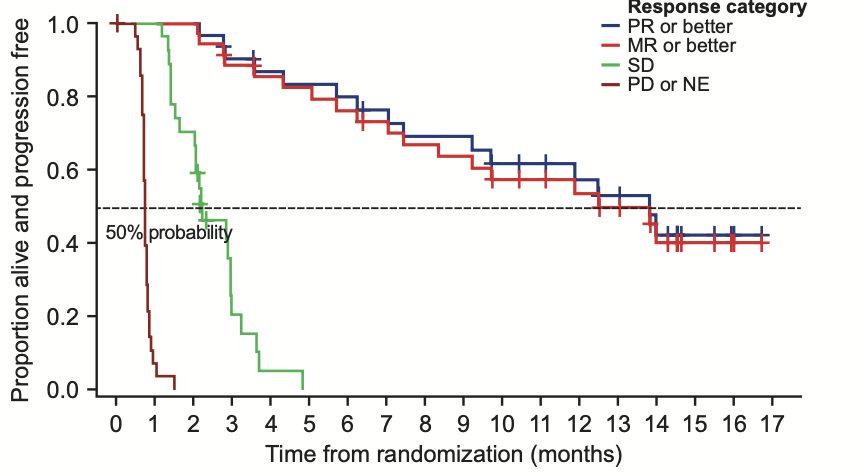 Response category
PR or better
MR or better
SD
PD or NE
Proportion alive and progression free
1.0
0.8
0.6
0.4
0.2
0.0
50% probability
0 1 2 3 4 5 6 7 8 9 10 11 12 13 14 15 16 17
Time from randomization (months)